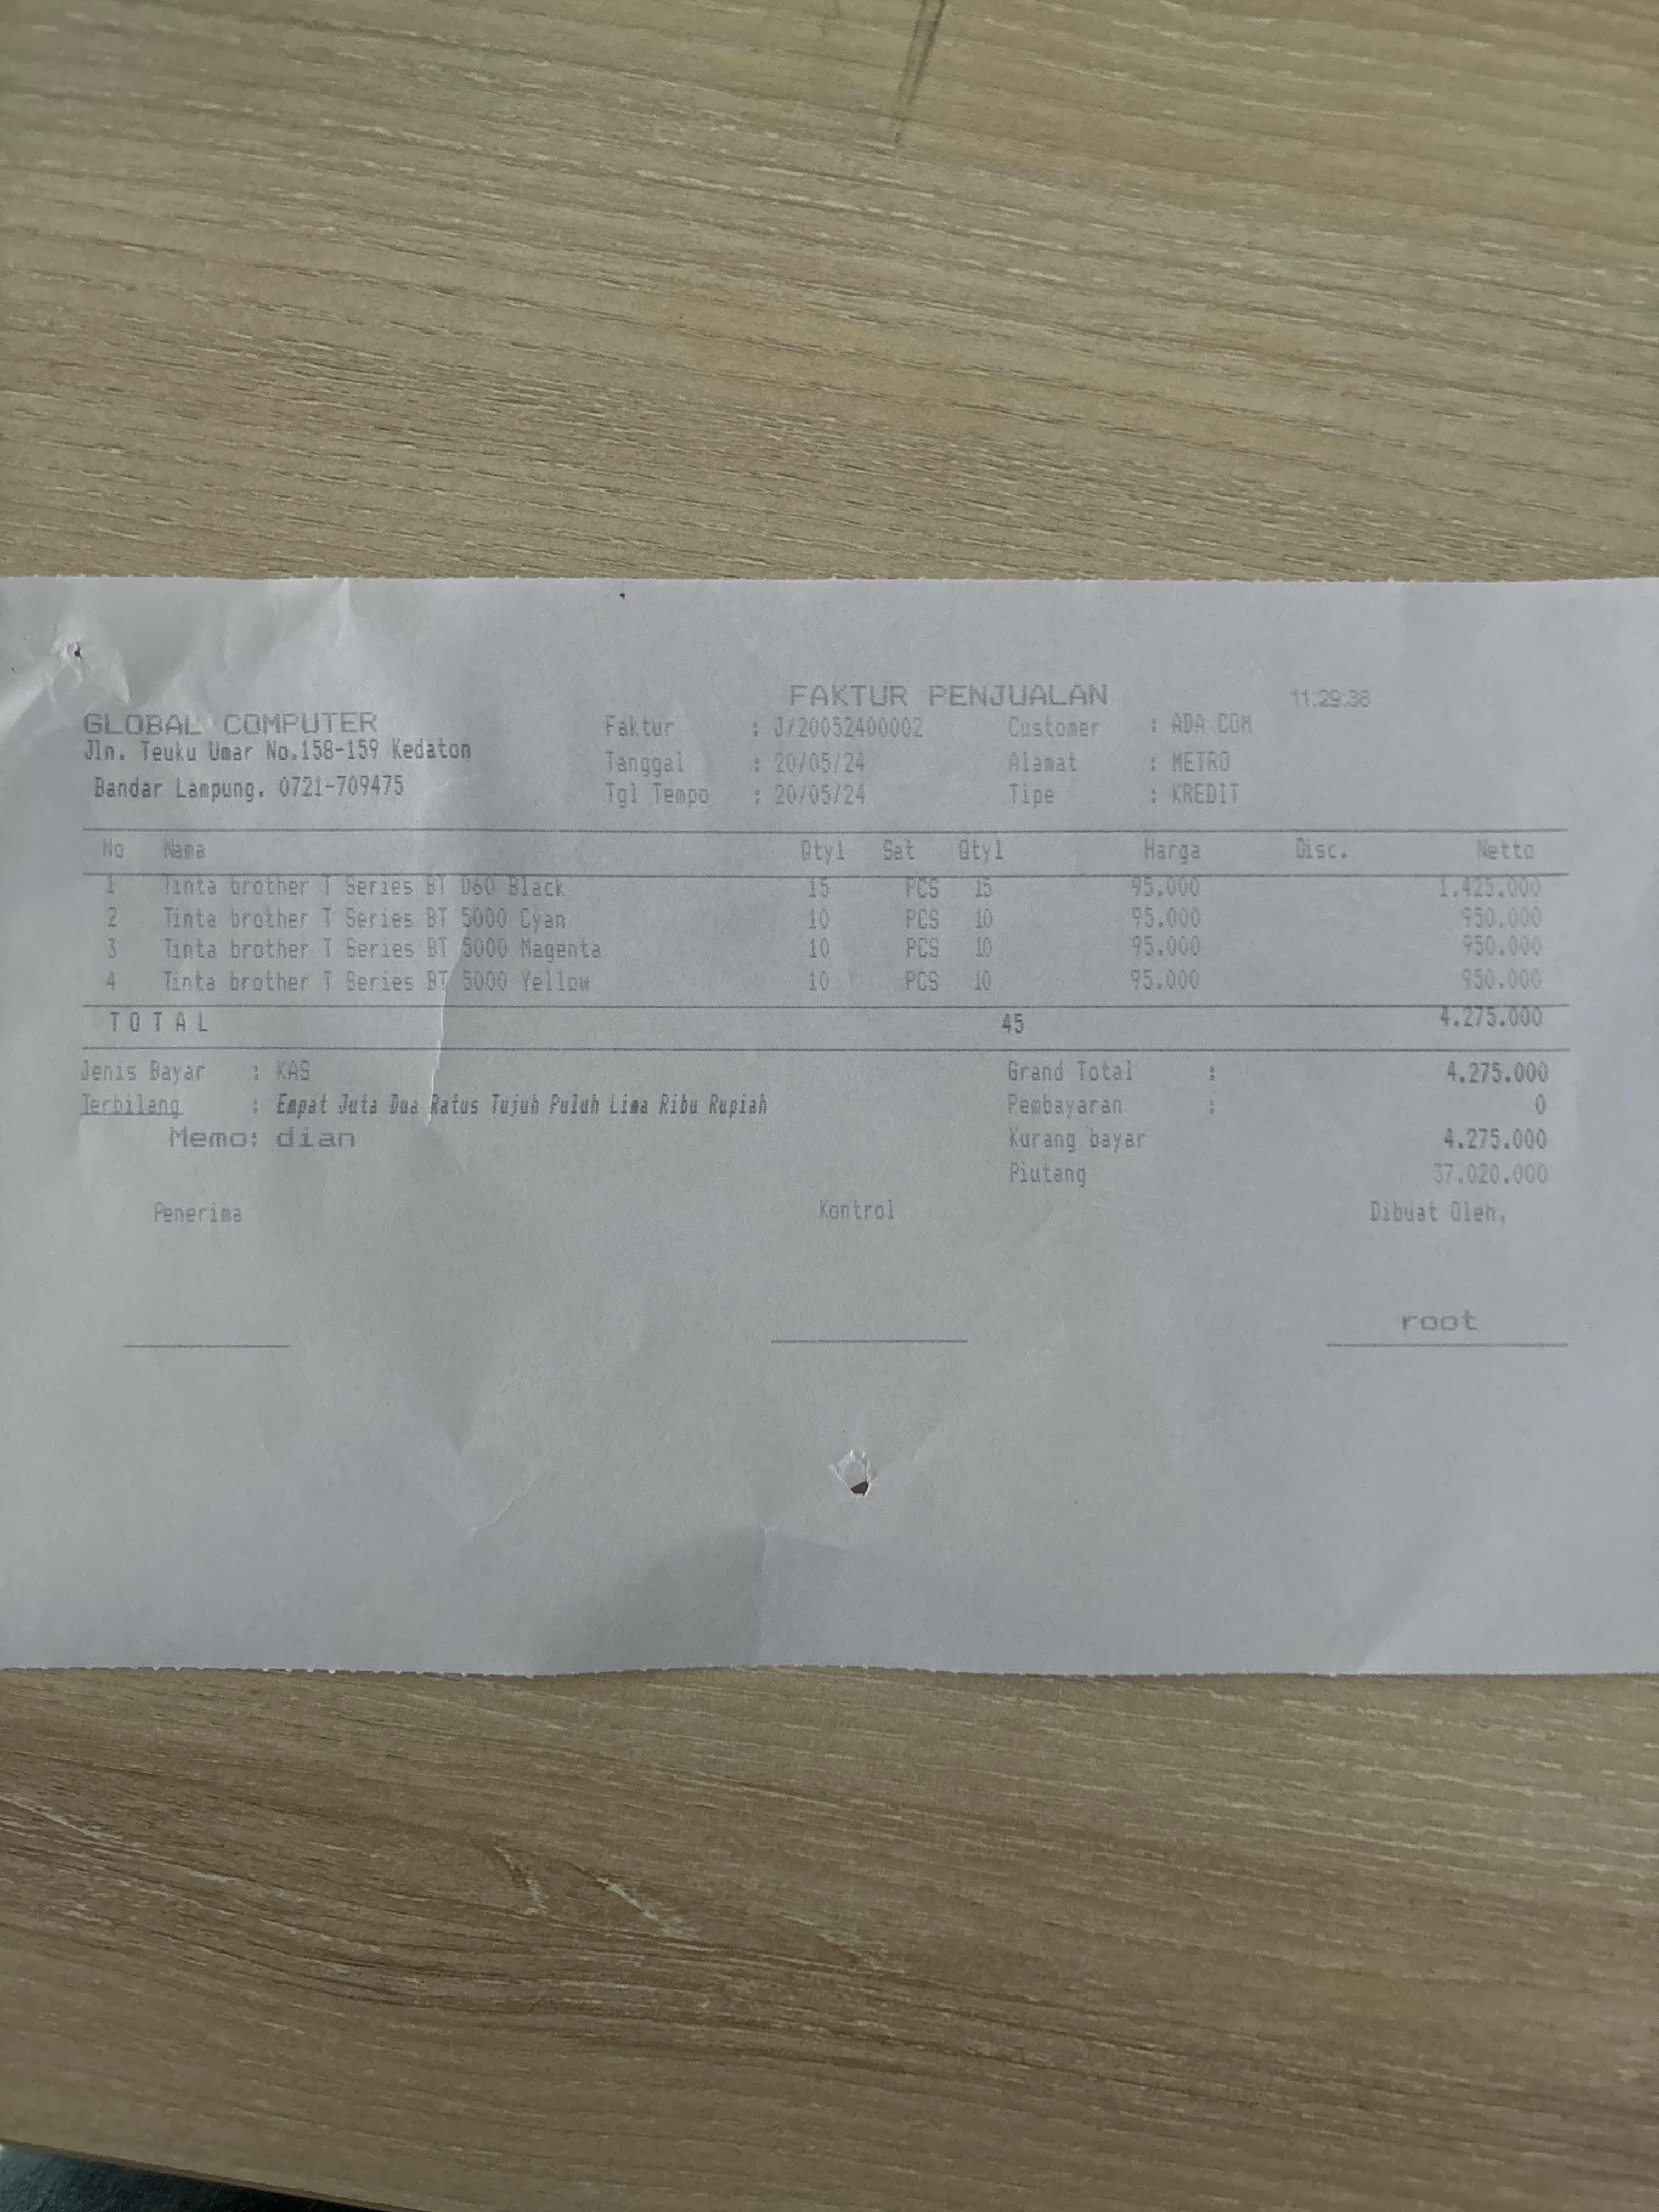 FAKTUR PENJUALAN 11:29:38
GLOBAL COMPUTER
Jln. Teuku Umar No.158-159 Kedaton
Bandar Lampung. 0721-709475
Faktur : J/20052400002 Customer : ADA COM
Tanggal : 20/05/24 Alamat : METRO
Tgl Tempo : 20/05/24 Tipe : KREDIT
No Nama Qty1 Sat Qty1 Harga Disc. Netto
1 Tinta brother T Series BT D60 Black 15 PCS 15 95.000 1.425.000
2 Tinta brother T Series BT 5000 Cyan 10 PCS 10 95.000 950.000
3 Tinta brother T Series BT 5000 Magenta 10 PCS 10 95.000 950.000
4 Tinta brother T Series BT 5000 Yellow 10 PCS 10 95.000 950.000
T O T A L 45 4.275.000
Jenis Bayar : KAS Grand Total : 4.275.000
Terbilang : Empat Juta Dua Ratus Tujuh Puluh Lima Ribu Rupiah Pembayaran : 0
Memo: dian Kurang bayar 4.275.000
Piutang 37.020.000
Penerima Kontrol Dibuat Oleh,
root